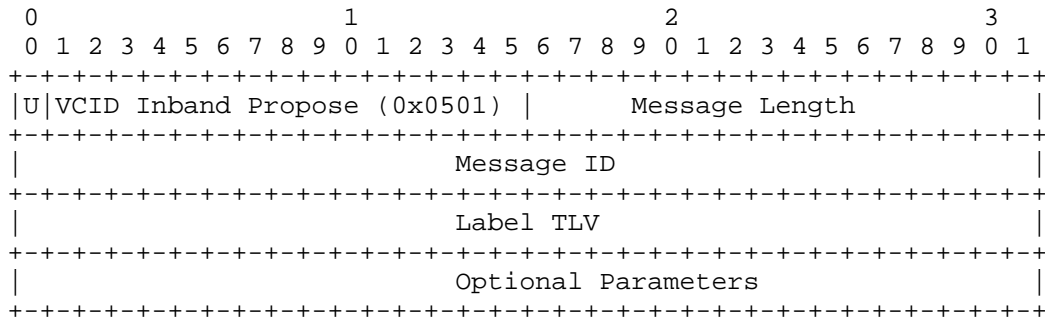 0                   1                   2                   3
 0 1 2 3 4 5 6 7 8 9 0 1 2 3 4 5 6 7 8 9 0 1 2 3 4 5 6 7 8 9 0 1
+-+-+-+-+-+-+-+-+-+-+-+-+-+-+-+-+-+-+-+-+-+-+-+-+-+-+-+-+-+-+-+-+
|U|VCID Inband Propose (0x0501) |      Message Length           |
+-+-+-+-+-+-+-+-+-+-+-+-+-+-+-+-+-+-+-+-+-+-+-+-+-+-+-+-+-+-+-+-+
|                           Message ID                          |
+-+-+-+-+-+-+-+-+-+-+-+-+-+-+-+-+-+-+-+-+-+-+-+-+-+-+-+-+-+-+-+-+
|                           Label TLV                           |
+-+-+-+-+-+-+-+-+-+-+-+-+-+-+-+-+-+-+-+-+-+-+-+-+-+-+-+-+-+-+-+-+
|                           Optional Parameters                 |
+-+-+-+-+-+-+-+-+-+-+-+-+-+-+-+-+-+-+-+-+-+-+-+-+-+-+-+-+-+-+-+-+